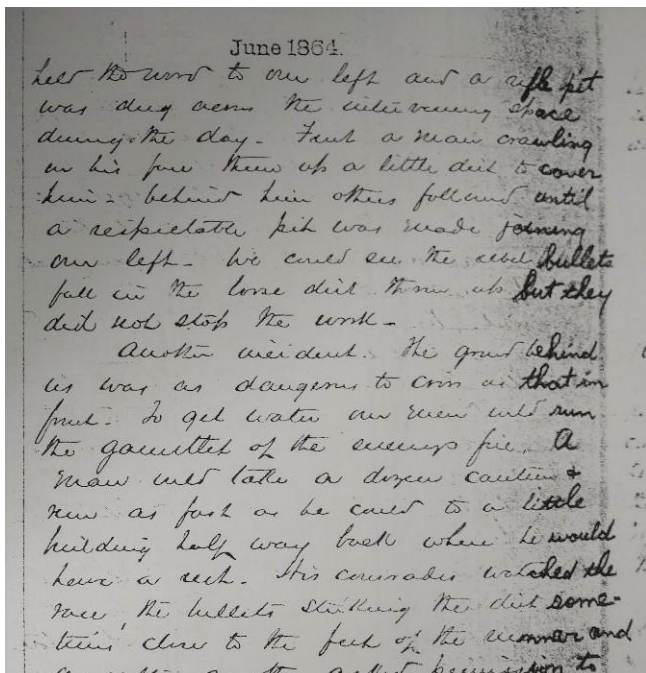 June 1864.
held the wood to our left and a rifle pit
was dug across the intervening space
during the day. First a man crawling
on his face threw up a little dirt to cover
him - behind him others followed until
a respectable pit was made joining
our left - We could see the rebel bullets
fall in the loose dirt thrown up but they
did not stop the work -
Another incident. The ground behind
us was as dangerous to cross as that in
front. To get water our men would run
the gauntlet of the enemys fire. A
man would take a dozen canteens &
run as fast as he could to a little
building half way back where he would
have a rest. His comrades watched the
race, the bullets striking the dirt some-
times close to the feet of the runner and
permission to